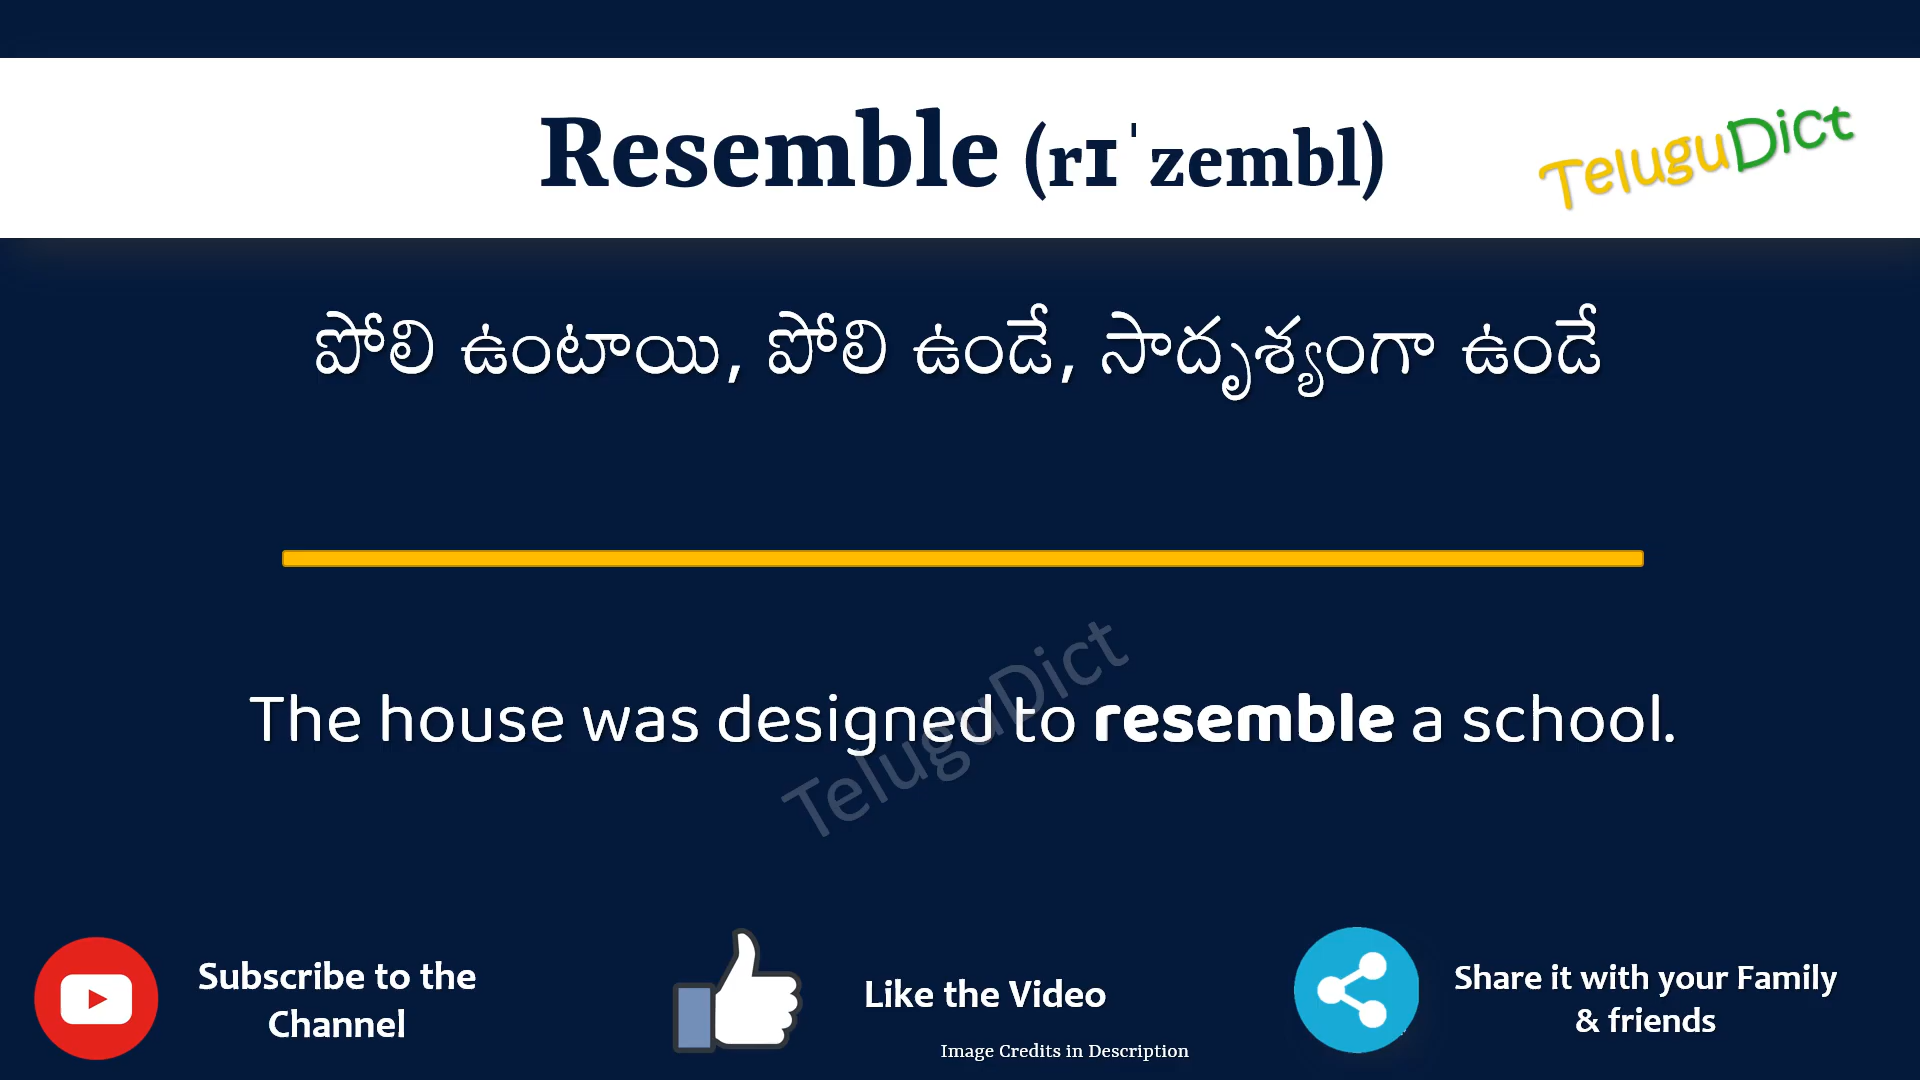 Resemble (rɪˈzembl)
TeluguDict
పోలి ఉంటాయి, పోలి ఉండే, సాదృశ్యంగా ఉండే
The house was designed to resemble a school.
TeluguDict
Subscribe to the
Channel
Like the Video
Share it with your Family
& friends
Image Credits in Description